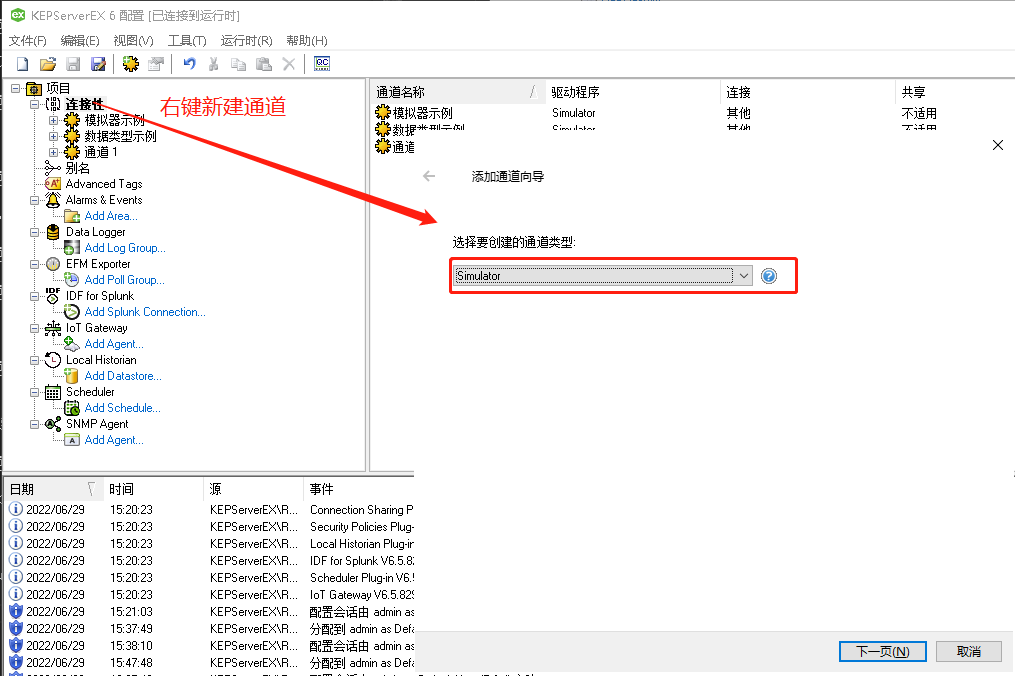 KEPServerEX 6 配置 [已连接到运行时]
文件(F) 编辑(E) 视图(V) 工具(T) 运行时(R) 帮助(H)
QC
项目
连接性
模拟器示例
数据类型示例
通道 1
别名
Advanced Tags
Alarms & Events
Add Area...
Data Logger
Add Log Group...
EFM Exporter
Add Poll Group...
IDF for Splunk
Add Splunk Connection...
IoT Gateway
Add Agent...
Local Historian
Add Datastore...
Scheduler
Add Schedule...
SNMP Agent
Add Agent...
右键新建通道
通道名称 驱动程序 连接 共享
模拟器示例 Simulator 其他 不适用
数据类型示例 Simulator 其他 不适用
通道
添加通道向导
选择要创建的通道类型:
Simulator
下一页(N) 取消
日期 时间 源 事件
2022/06/29 15:20:23 KEPServerEX\R... Connection Sharing P
2022/06/29 15:20:23 KEPServerEX\R... Security Policies Plug-
2022/06/29 15:20:23 KEPServerEX\R... Local Historian Plug-in
2022/06/29 15:20:23 KEPServerEX\R... IDF for Splunk V6.5.82
2022/06/29 15:20:23 KEPServerEX\R... Scheduler Plug-in V6.5
2022/06/29 15:20:23 KEPServerEX\R... IoT Gateway V6.5.829
2022/06/29 15:21:03 KEPServerEX\R... 配置会话由 admin as
2022/06/29 15:37:49 KEPServerEX\R... 分配到 admin as Defa
2022/06/29 15:38:10 KEPServerEX\R... 配置会话由 admin as
2022/06/29 15:47:48 KEPServerEX\R... 分配到 admin as Defa